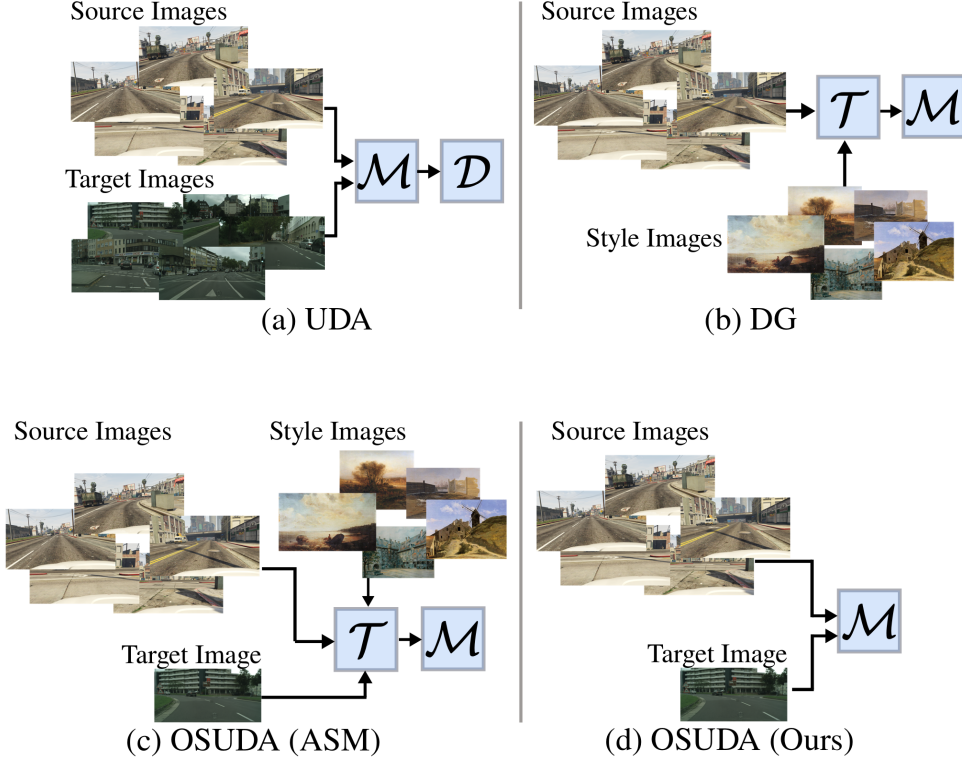 Source Images
Target Images
M
D
(a) UDA
Source Images
T
M
Style Images
(b) DG
Source Images
Style Images
T
M
Target Image
(c) OSUDA (ASM)
Source Images
M
Target Image
(d) OSUDA (Ours)